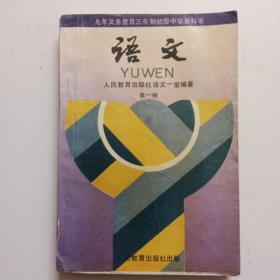 九年义务教育三年制初级中学教科书
语文
YUWEN
人民教育出版社语文一室编著
第一册
人民教育出版社出版